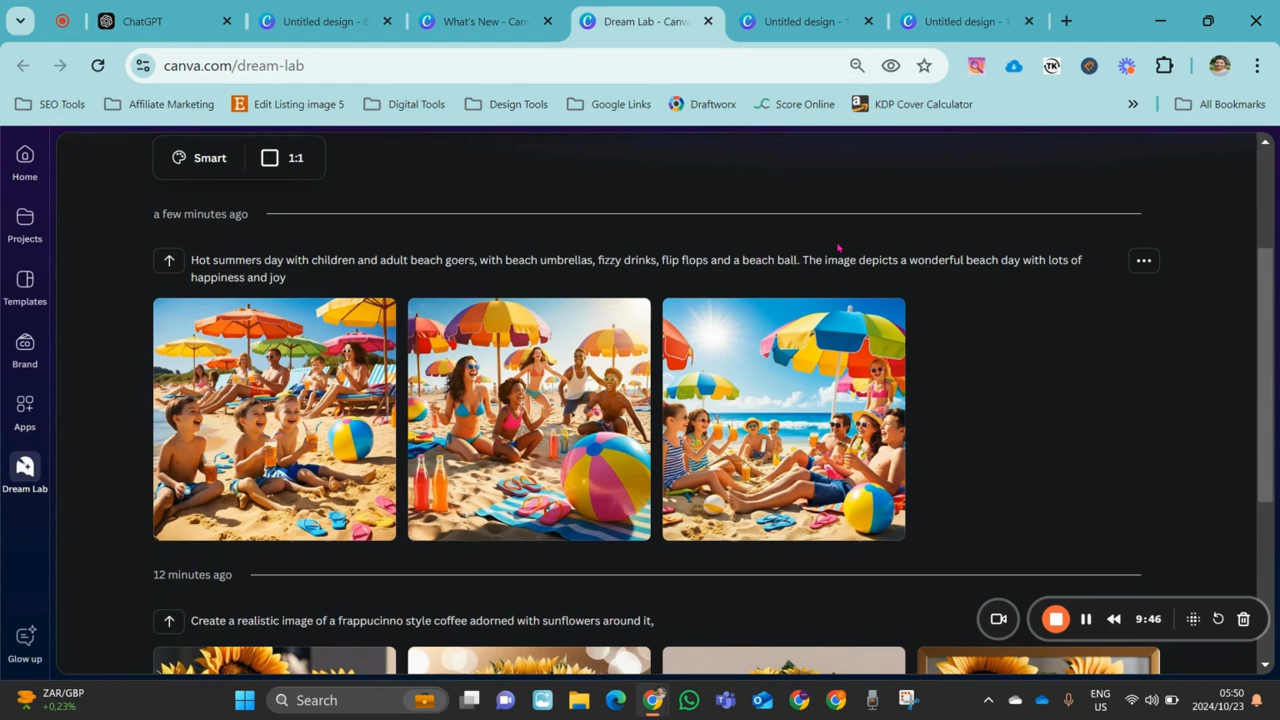 ChatGPT
Untitled design - 
What's New - Can
Dream Lab - Canva
Untitled design - 1
Untitled design - 1
canva.com/dream-lab
SEO Tools
Affiliate Marketing
Edit Listing image 5
Digital Tools
Design Tools
Google Links
Draftworx
Score Online
KDP Cover Calculator
All Bookmarks
Home
Projects
Templates
Brand
Apps
Dream Lab
Glow up
Smart
1:1
a few minutes ago
Hot summers day with children and adult beach goers, with beach umbrellas, fizzy drinks, flip flops and a beach ball. The image depicts a wonderful beach day with lots of
happiness and joy
12 minutes ago
Create a realistic image of a frappucinno style coffee adorned with sunflowers around it,
9:46
ZAR/GBP
+0,23%
Search
ENG
US
05:50
2024/10/23